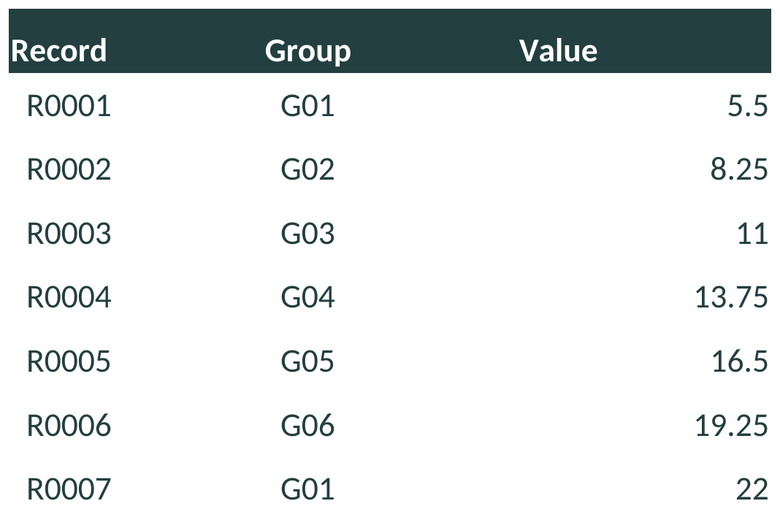 Record Group Value
R0001 G01 5.5
R0002 G02 8.25
R0003 G03 11
R0004 G04 13.75
R0005 G05 16.5
R0006 G06 19.25
R0007 G01 22